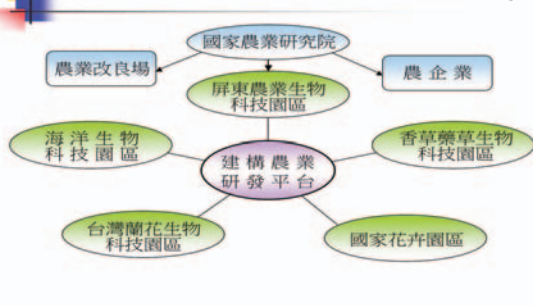 國家農業研究院
農業改良場
農企業
屏東農業生物
科技園區
海洋生物
科技園區
香草藥草生物
科技園區
建構農業
研發平台
台灣蘭花生物
科技園區
國家花卉園區